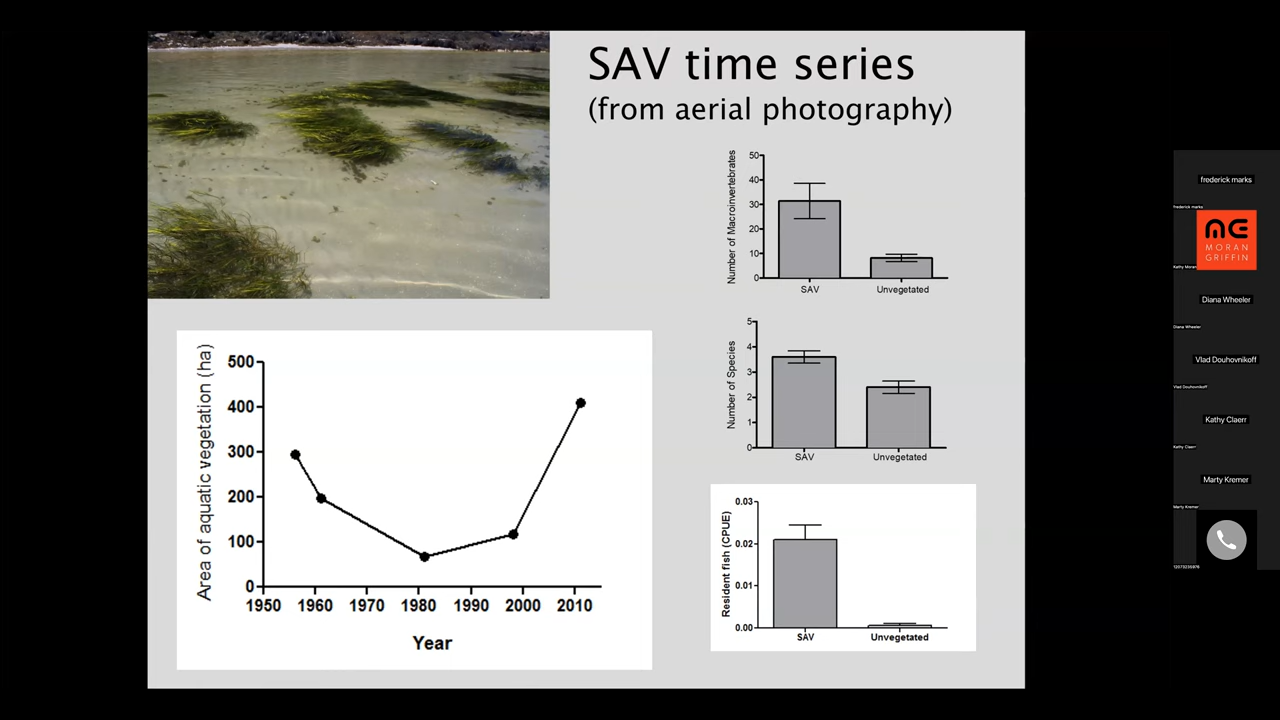 SAV time series
(from aerial photography)
Number of Macroinvertebrates
50
40
30
20
10
0
SAV
Unvegetated
Number of Species
5
4
3
2
1
0
SAV
Unvegetated
Resident fish (CPUE)
0.03
0.02
0.01
0.00
SAV
Unvegetated
Area of aquatic vegetation (ha)
500
400
300
200
100
0
1950 1960 1970 1980 1990 2000 2010
Year
frederick marks
frederick marks
MORAN
GRIFFIN
Kathy Moran
Diana Wheeler
Diana Wheeler
Vlad Douhovnikoff
Vlad Douhovnikoff
Kathy Claerr
Kathy Claerr
Marty Kremer
Marty Kremer